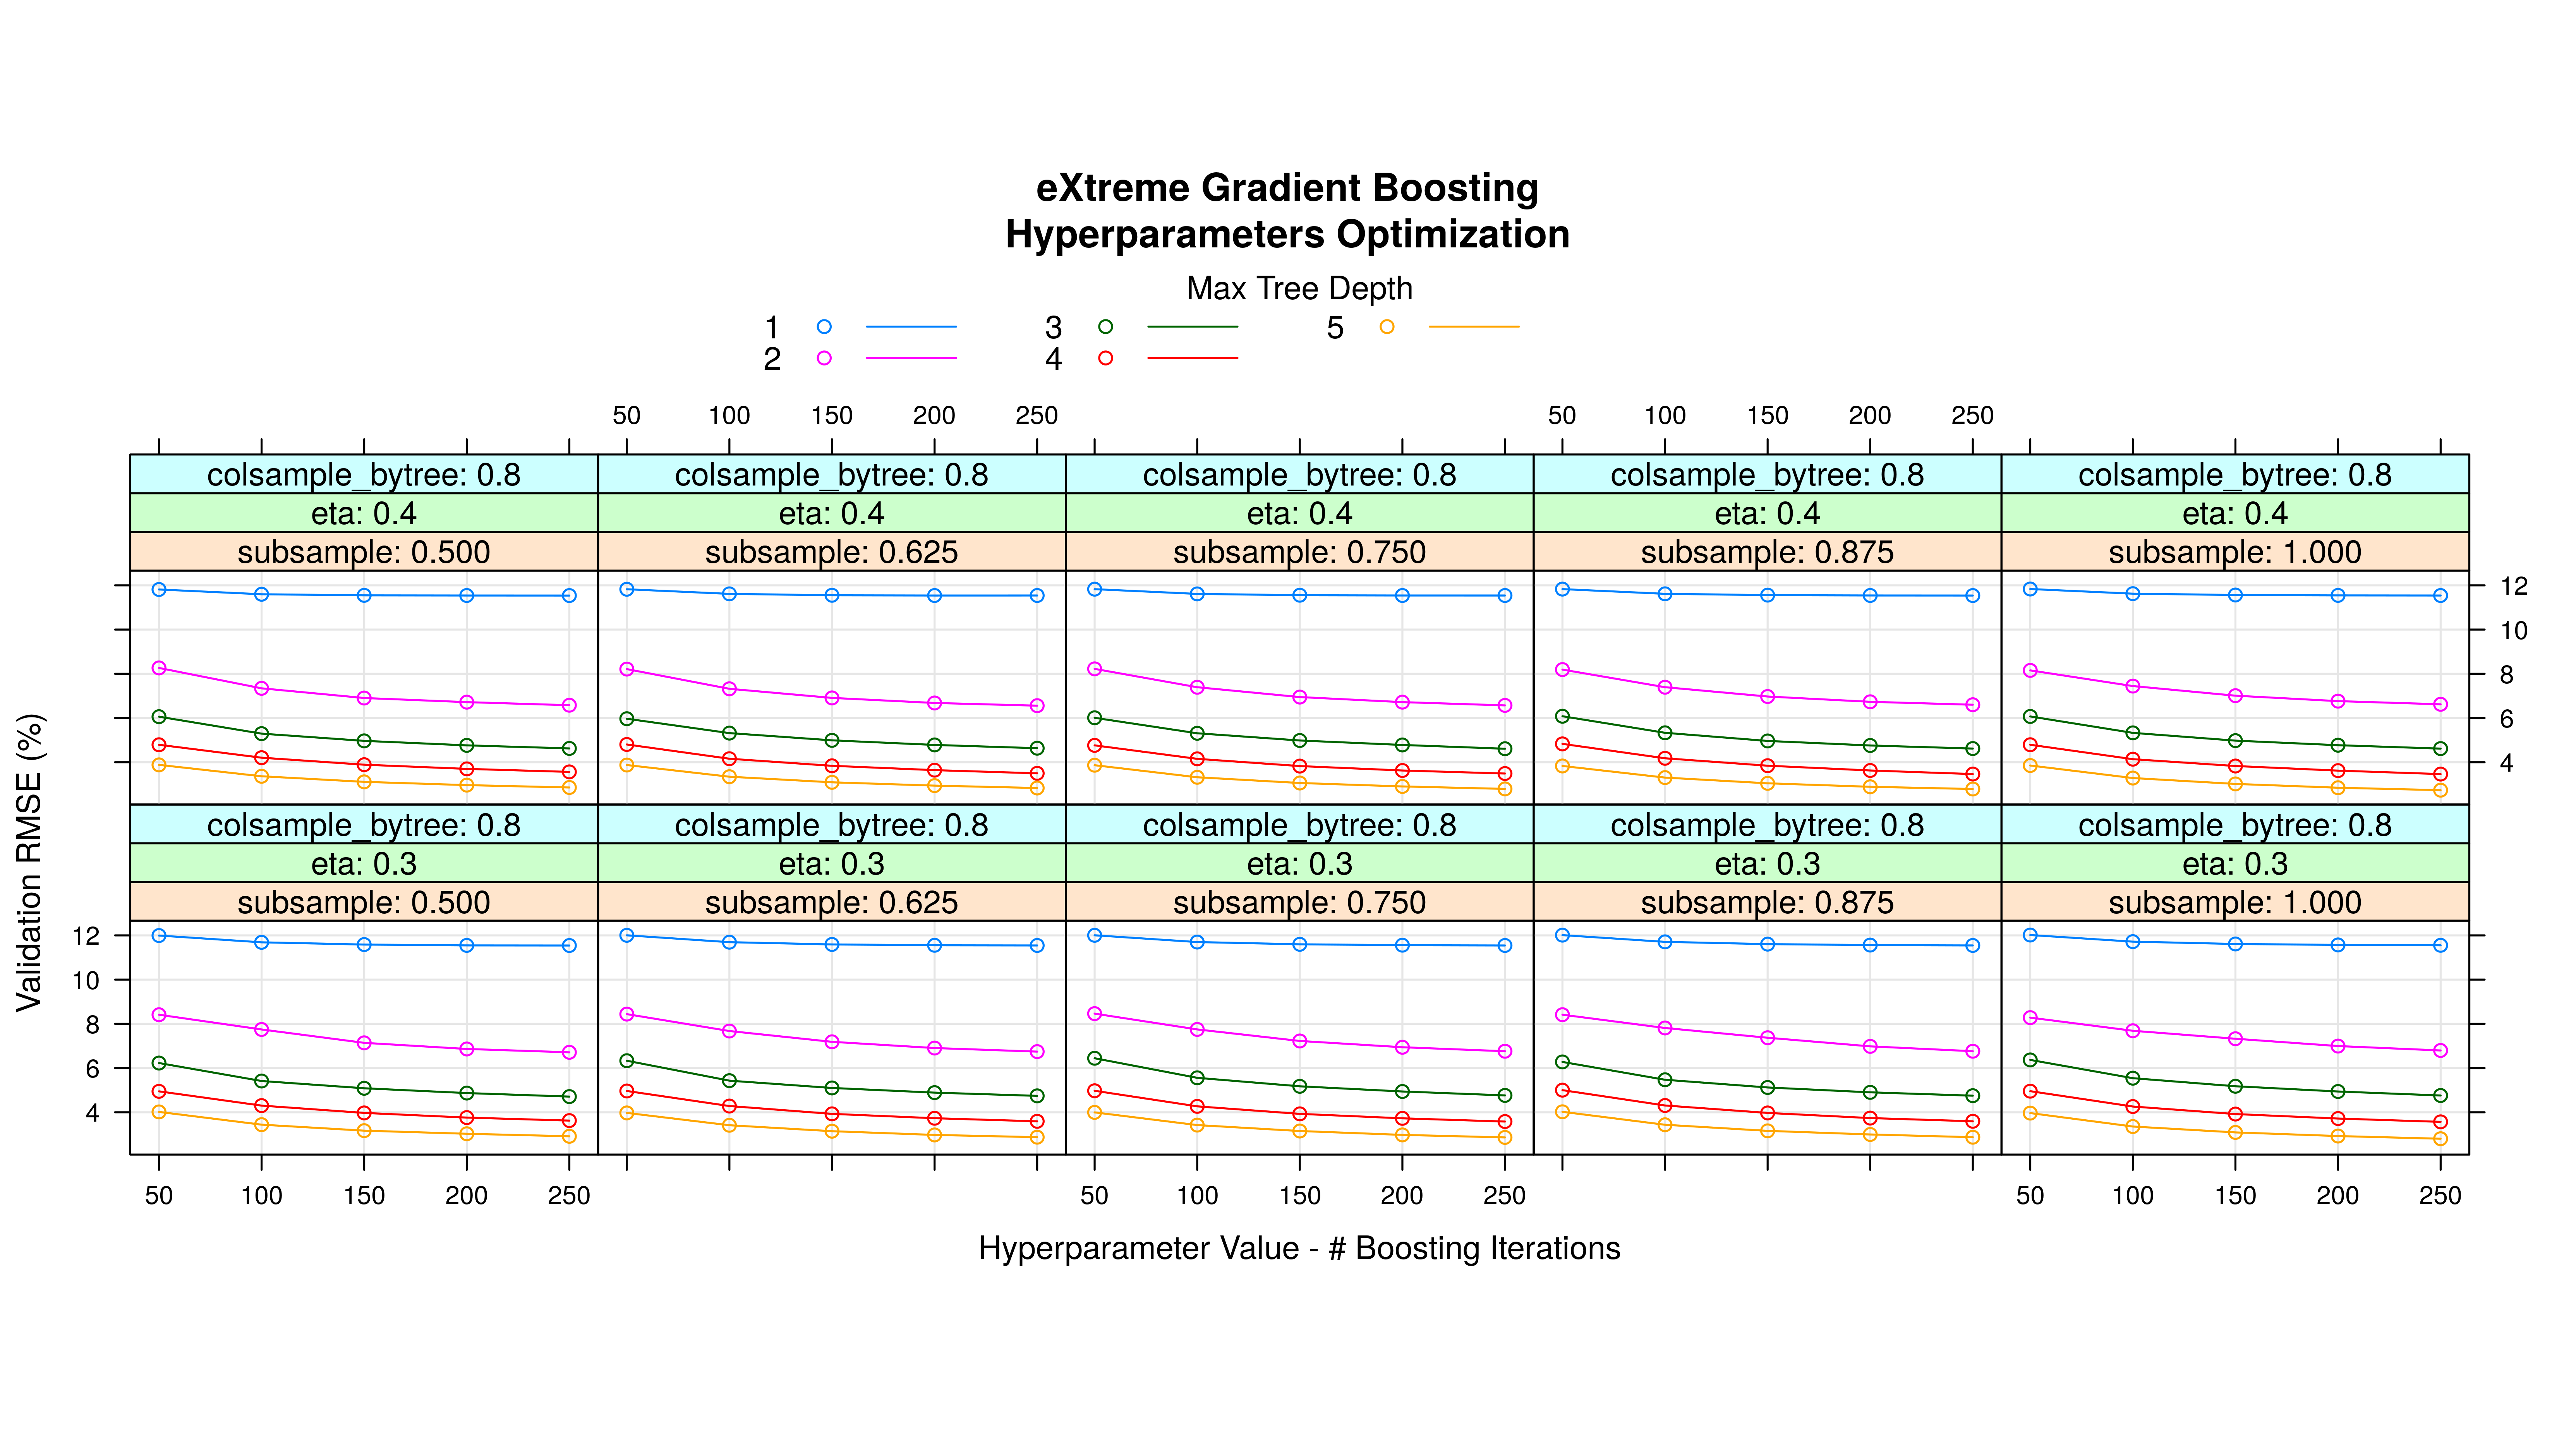 eXtreme Gradient Boosting
Hyperparameters Optimization
Max Tree Depth
1 3 5
2 4
50 100 150 200 250 50 100 150 200 250
colsample_bytree: 0.8 colsample_bytree: 0.8 colsample_bytree: 0.8 colsample_bytree: 0.8 colsample_bytree: 0.8
eta: 0.4 eta: 0.4 eta: 0.4 eta: 0.4 eta: 0.4
subsample: 0.500 subsample: 0.625 subsample: 0.750 subsample: 0.875 subsample: 1.000
12
10
8
6
4
Validation RMSE (%)
colsample_bytree: 0.8 colsample_bytree: 0.8 colsample_bytree: 0.8 colsample_bytree: 0.8 colsample_bytree: 0.8
eta: 0.3 eta: 0.3 eta: 0.3 eta: 0.3 eta: 0.3
subsample: 0.500 subsample: 0.625 subsample: 0.750 subsample: 0.875 subsample: 1.000
12
10
8
6
4
50 100 150 200 250 50 100 150 200 250 50 100 150 200 250
Hyperparameter Value - # Boosting Iterations